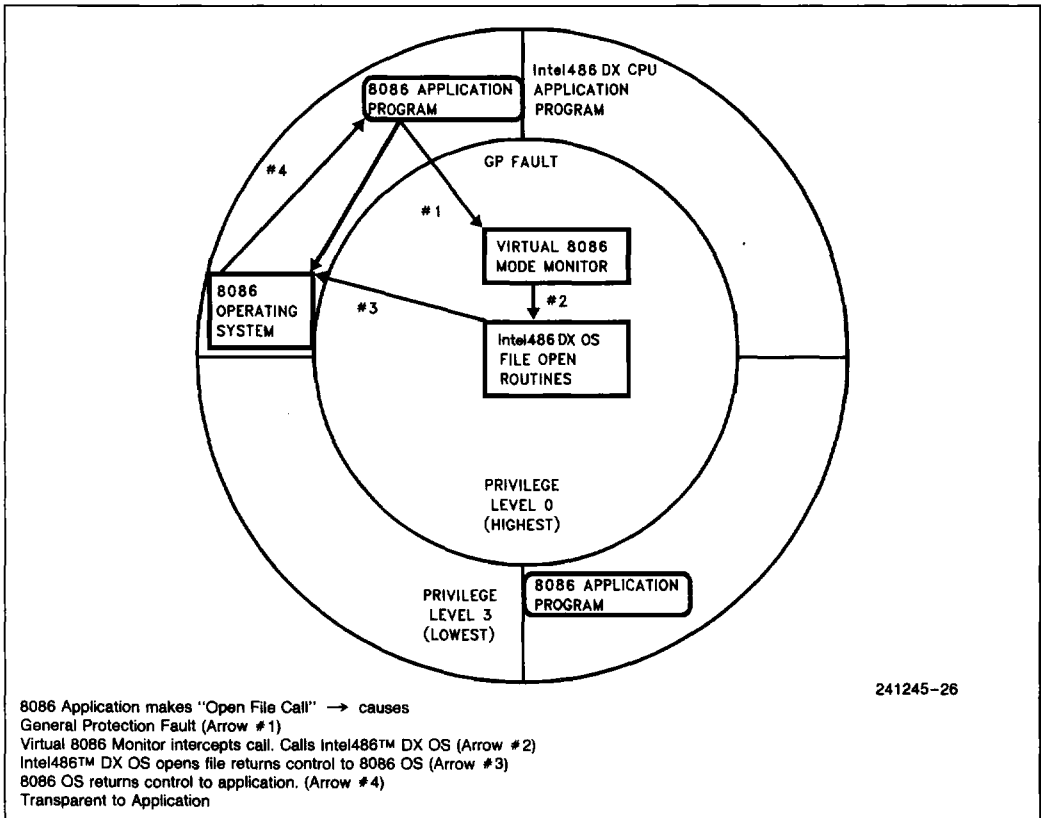 Intel486 DX CPU
APPLICATION
PROGRAM
8086 APPLICATION
PROGRAM
#4
GP FAULT
#1
VIRTUAL 8086
MODE MONITOR
#2
8086
OPERATING
SYSTEM
#3
Intel486 DX OS
FILE OPEN
ROUTINES
PRIVILEGE
LEVEL 0
(HIGHEST)
PRIVILEGE
LEVEL 3
(LOWEST)
8086 APPLICATION
PROGRAM
241245-26
8086 Application makes "Open File Call" → causes
General Protection Fault (Arrow #1)
Virtual 8086 Monitor intercepts call. Calls Intel486™ DX OS (Arrow #2)
Intel486™ DX OS opens file returns control to 8086 OS (Arrow #3)
8086 OS returns control to application. (Arrow #4)
Transparent to Application